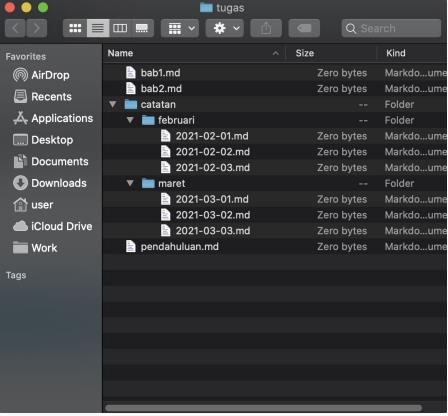 tugas
Search
Favorites
AirDrop
Recents
Applications
Desktop
Documents
Downloads
user
iCloud Drive
Work
Tags
Name Size Kind
bab1.md Zero bytes Markdo...ume
bab2.md Zero bytes Markdo...ume
catatan -- Folder
februari -- Folder
2021-02-01.md Zero bytes Markdo...ume
2021-02-02.md Zero bytes Markdo...ume
2021-02-03.md Zero bytes Markdo...ume
maret -- Folder
2021-03-01.md Zero bytes Markdo...ume
2021-03-02.md Zero bytes Markdo...ume
2021-03-03.md Zero bytes Markdo...ume
pendahuluan.md Zero bytes Markdo...ume